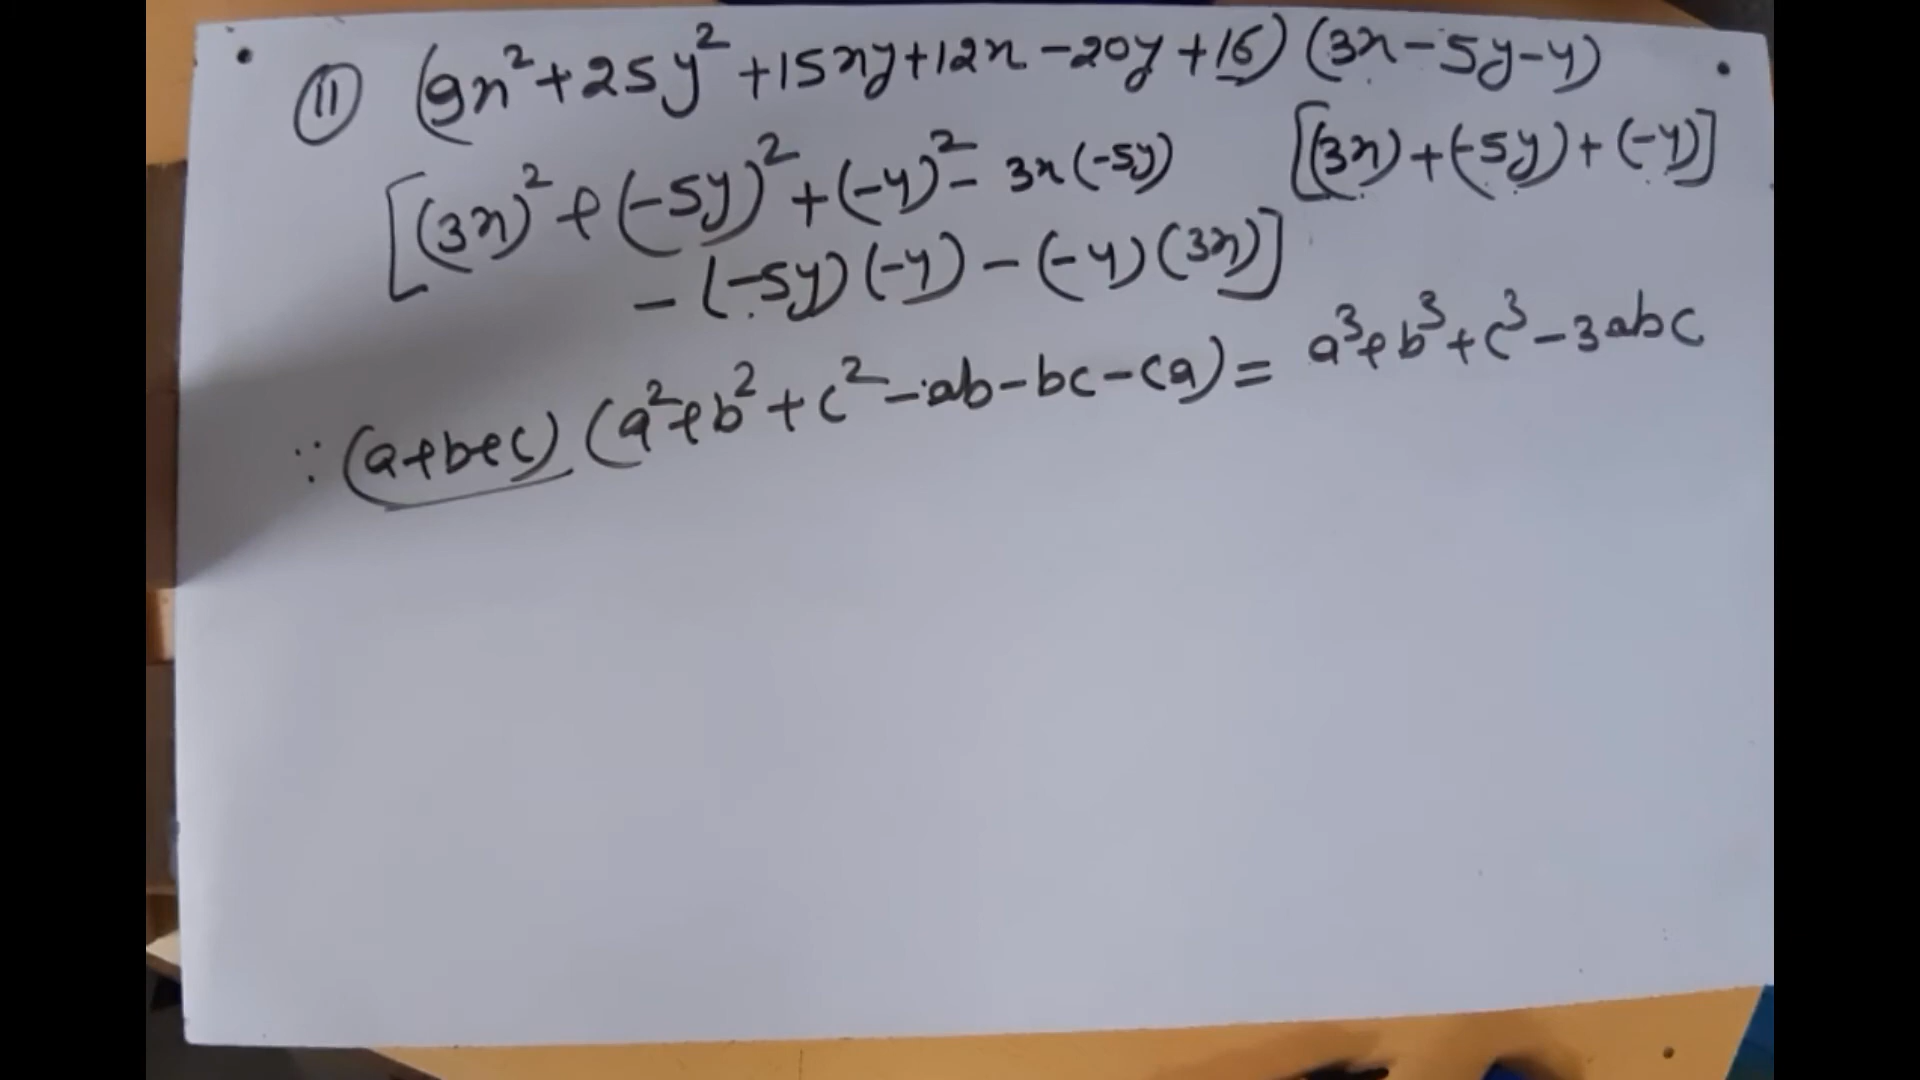 (11) (9x²+25y²+15xy+12x-20y+16) (3x-5y-4)
[(3x)²+(-5y)²+(-4)²-3x(-5y) [(3x)+(-5y)+(-4)]
-(-5y)(-4)-(-4)(3x)]
∵ (a+b+c) (a²+b²+c²-ab-bc-ca) = a³+b³+c³-3abc